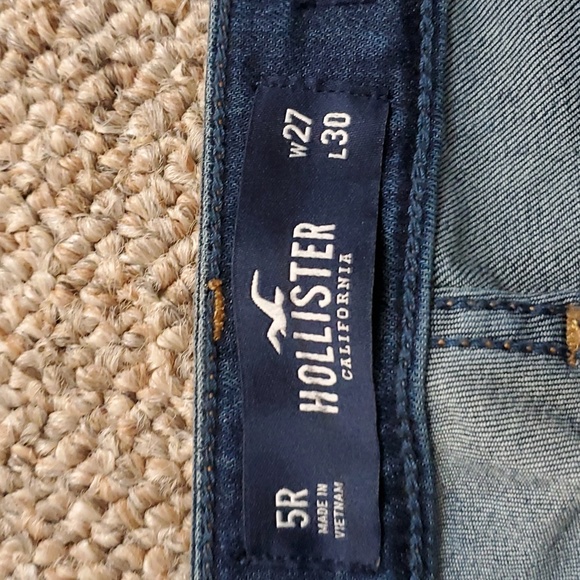 5R
MADE IN
VIETNAM
HOLLISTER
CALIFORNIA
W27
L30